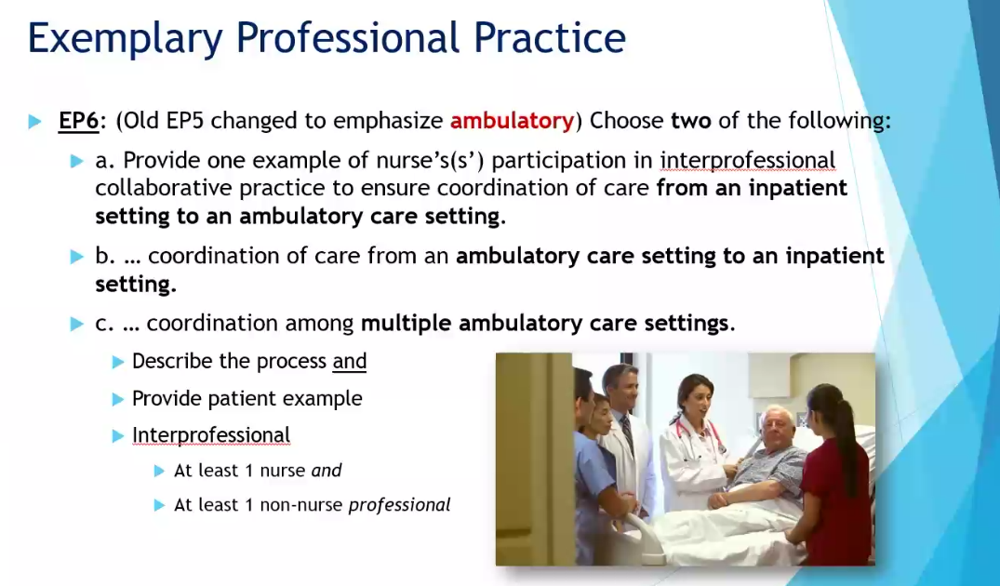 Exemplary Professional Practice
EP6: (Old EP5 changed to emphasize ambulatory) Choose two of the following:
a. Provide one example of nurse’s(s’) participation in interprofessional
collaborative practice to ensure coordination of care from an inpatient
setting to an ambulatory care setting.
b. … coordination of care from an ambulatory care setting to an inpatient
setting.
c. … coordination among multiple ambulatory care settings.
Describe the process and
Provide patient example
Interprofessional
At least 1 nurse and
At least 1 non-nurse professional